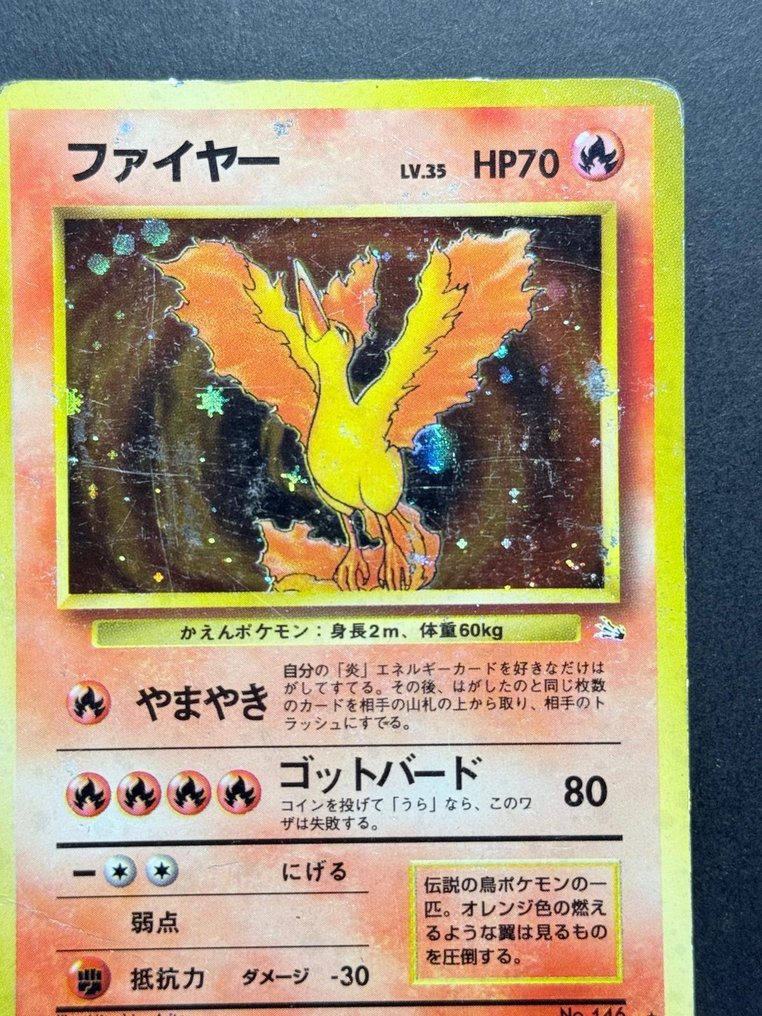 ファイヤー LV.35 HP70
かえんポケモン：身長2m、体重60kg
やまやき
自分の「炎」エネルギーカードを好きなだけは
がしてすてる。その後、はがしたのと同じ枚数
のカードを相手の山札の上から取り、相手のト
ラッシュにすてる。
ゴットバード 80
コインを投げて「うら」なら、このワ
ザは失敗する。
にげる
弱点
抵抗力 ダメージ -30
伝説の鳥ポケモンの一
匹。オレンジ色の燃え
るような翼は見るもの
を圧倒する。
No.146